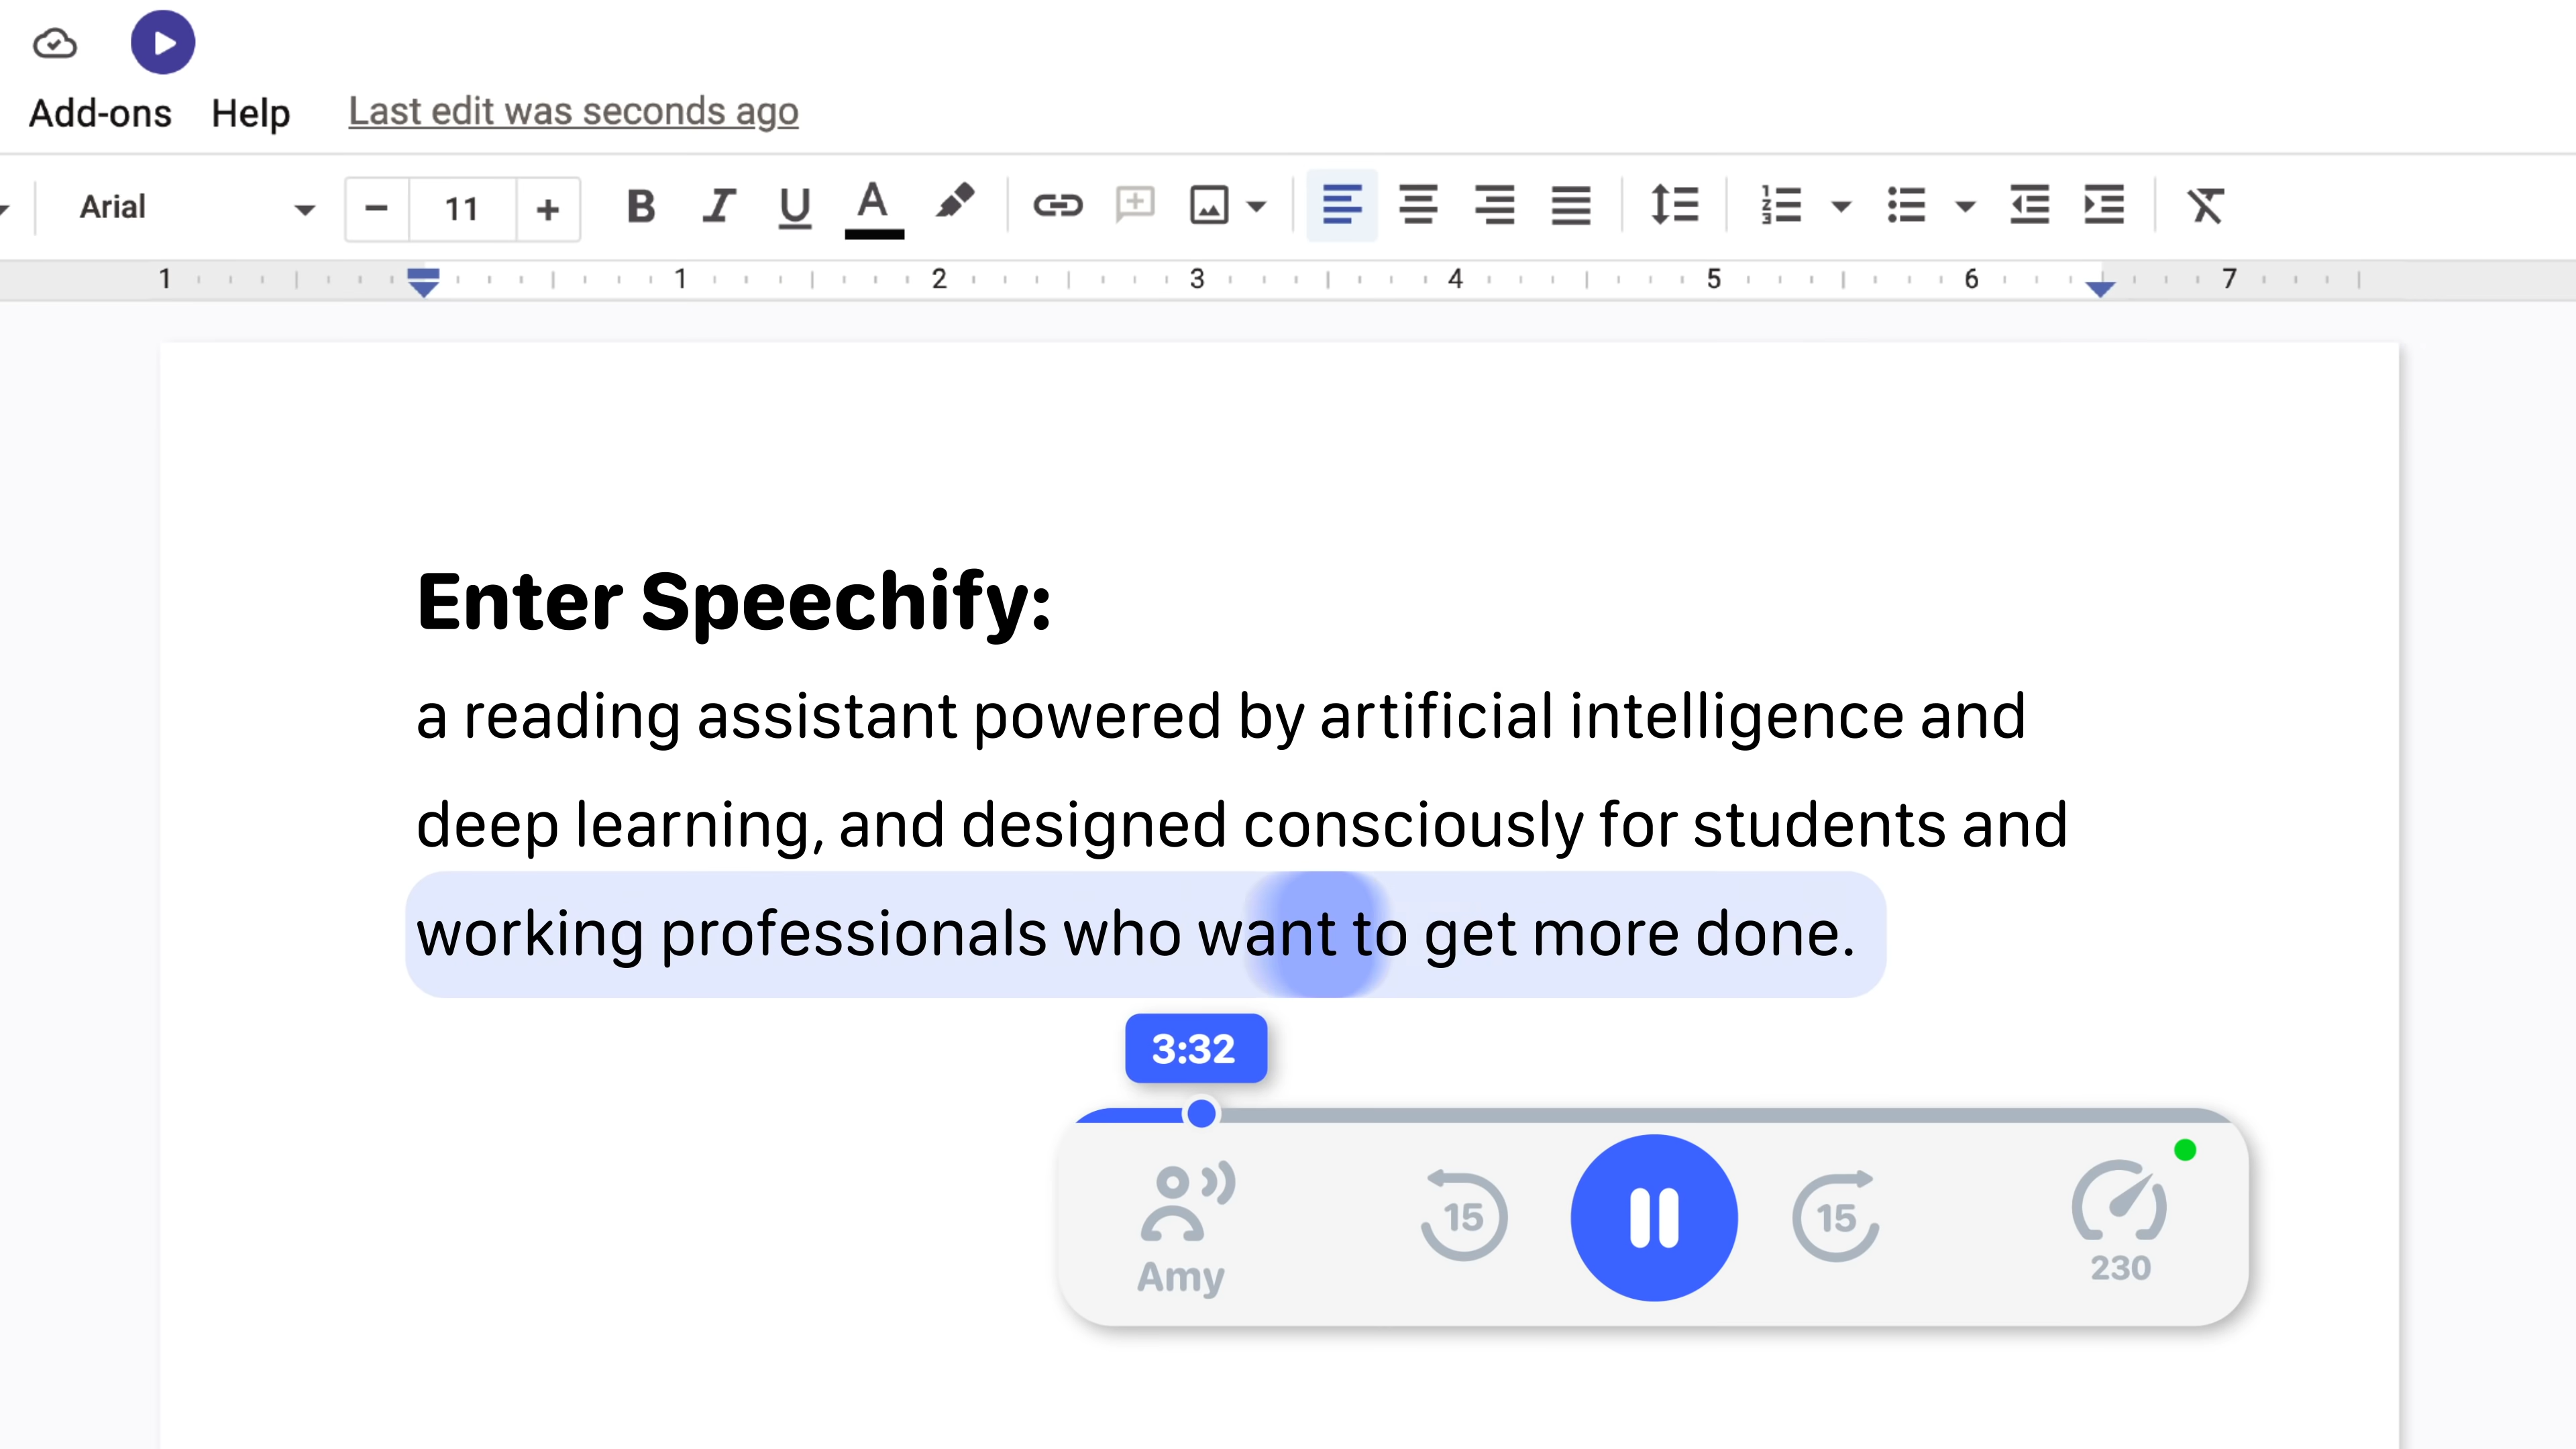 Add-ons Help Last edit was seconds ago
Arial 11 B I U A
1 1 2 3 4 5 6 7
Enter Speechify:
a reading assistant powered by artificial intelligence and
deep learning, and designed consciously for students and
working professionals who want to get more done.
3:32
15 15
Amy 230